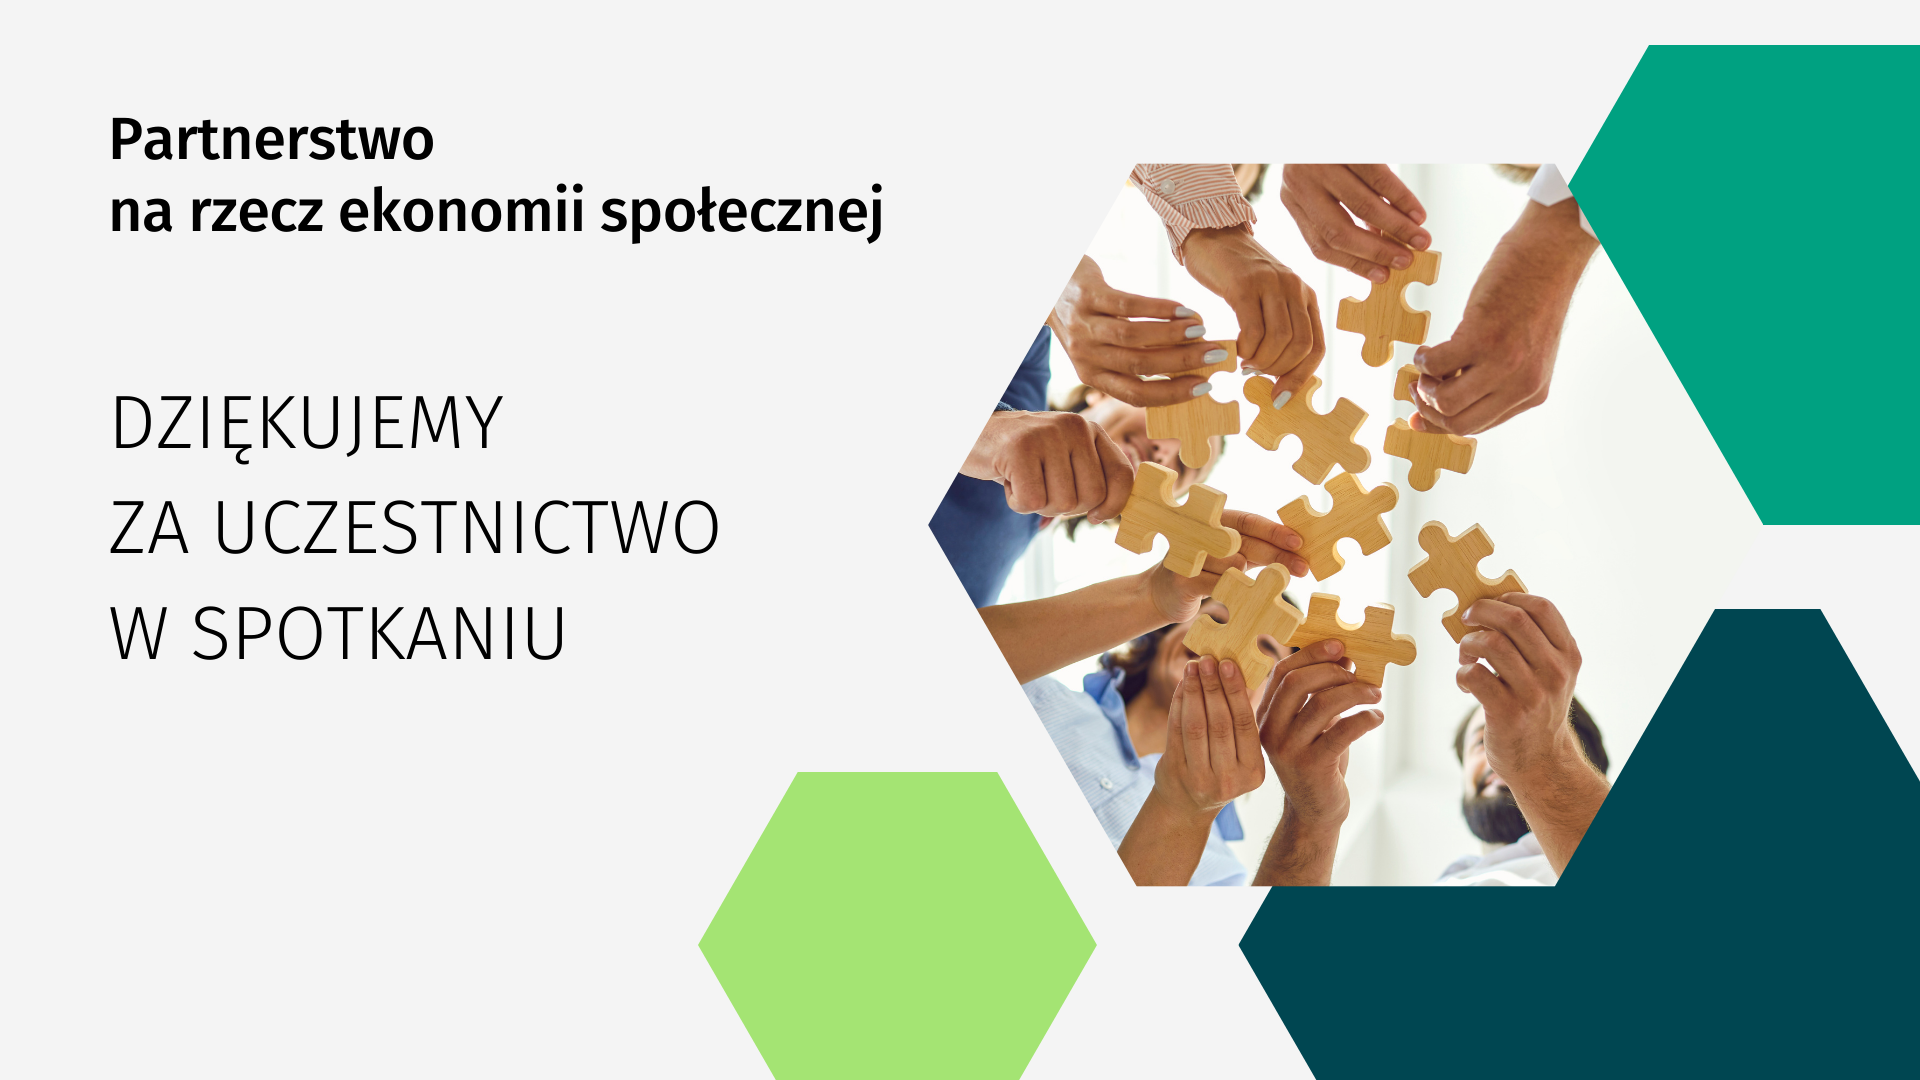 Partnerstwo
na rzecz ekonomii społecznej
DZIĘKUJEMY
ZA UCZESTNICTWO
W SPOTKANIU